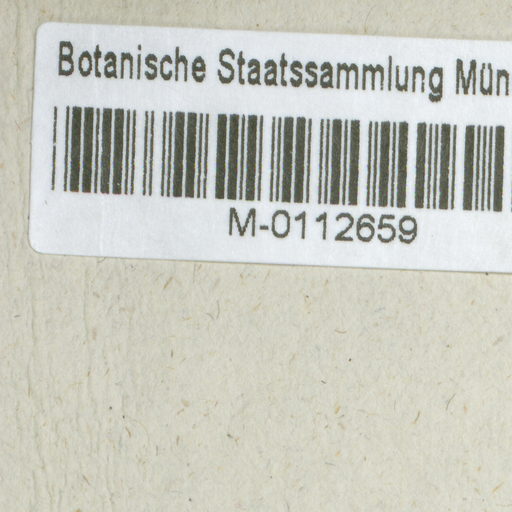 Botanische Staatssammlung Mün
M-0112659